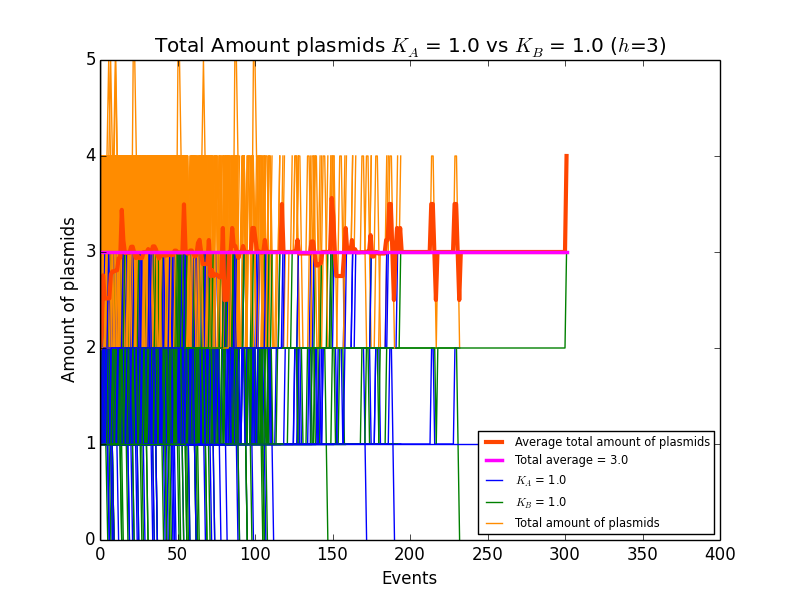 Total Amount plasmids K_A = 1.0 vs K_B = 1.0 (h=3)
Amount of plasmids
5
4
3
2
1
0
0 50 100 150 200 250 300 350 400
Events
Average total amount of plasmids
Total average = 3.0
K_A = 1.0
K_B = 1.0
Total amount of plasmids